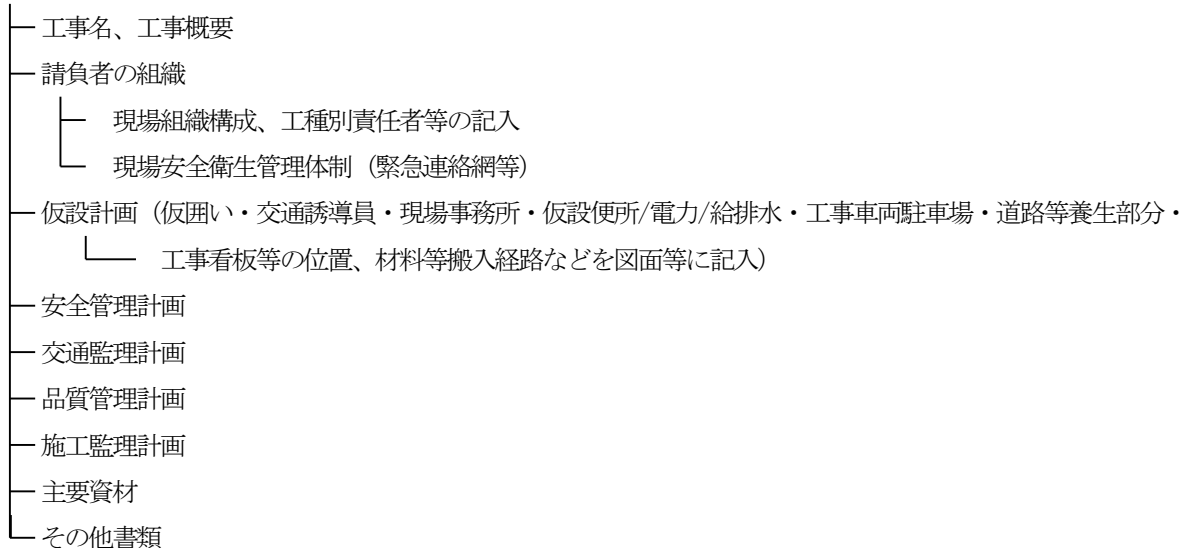 工事名、工事概要
請負者の組織
現場組織構成、工種別責任者等の記入
現場安全衛生管理体制（緊急連絡網等）
仮設計画（仮囲い・交通誘導員・現場事務所・仮設便所/電力/給排水・工事車両駐車場・道路等養生部分・
工事看板等の位置、材料等搬入経路などを図面等に記入）
安全管理計画
交通監理計画
品質管理計画
施工監理計画
主要資材
その他書類